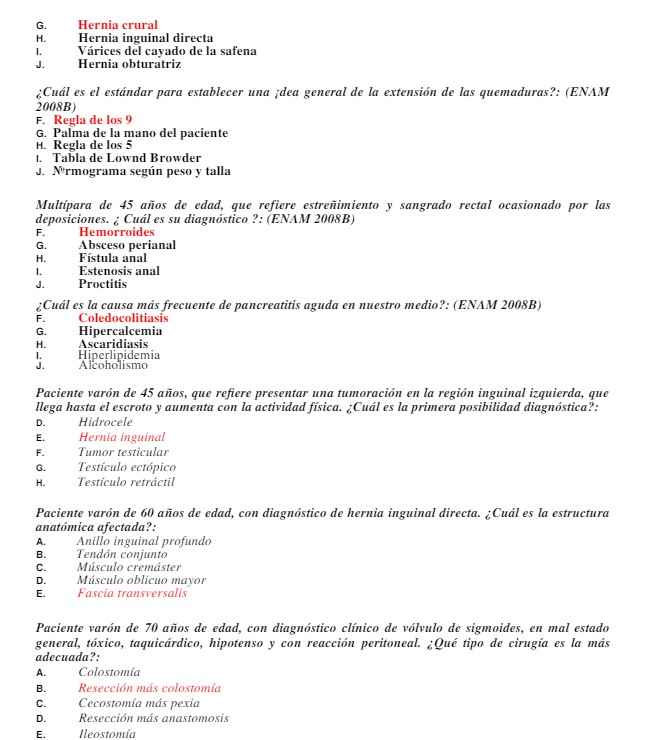 G. Hernia crural
H. Hernia inguinal directa
I. Várices del cayado de la safena
J. Hernia obturatriz
¿Cuál es el estándar para establecer una ¡dea general de la extensión de las quemaduras?: (ENAM
2008B)
F. Regla de los 9
G. Palma de la mano del paciente
H. Regla de los 5
I. Tabla de Lownd Browder
J. Nºrmograma según peso y talla
Multípara de 45 años de edad, que refiere estreñimiento y sangrado rectal ocasionado por las
deposiciones. ¿ Cuál es su diagnóstico ?: (ENAM 2008B)
F. Hemorroides
G. Absceso perianal
H. Fístula anal
I. Estenosis anal
J. Proctitis
¿Cuál es la causa más frecuente de pancreatitis aguda en nuestro medio?: (ENAM 2008B)
F. Coledocolitiasis
G. Hipercalcemia
H. Ascaridiasis
I. Hiperlipidemia
J. Alcoholismo
Paciente varón de 45 años, que refiere presentar una tumoración en la región inguinal izquierda, que
llega hasta el escroto y aumenta con la actividad física. ¿Cuál es la primera posibilidad diagnóstica?:
D. Hidrocele
E. Hernia inguinal
F. Tumor testicular
G. Testículo ectópico
H. Testículo retráctil
Paciente varón de 60 años de edad, con diagnóstico de hernia inguinal directa. ¿Cuál es la estructura
anatómica afectada?:
A. Anillo inguinal profundo
B. Tendón conjunto
C. Músculo cremáster
D. Músculo oblicuo mayor
E. Fascia transversalis
Paciente varón de 70 años de edad, con diagnóstico clínico de vólvulo de sigmoides, en mal estado
general, tóxico, taquicárdico, hipotenso y con reacción peritoneal. ¿Qué tipo de cirugía es la más
adecuada?:
A. Colostomía
B. Resección más colostomía
C. Cecostomía más pexia
D. Resección más anastomosis
E. Ileostomía